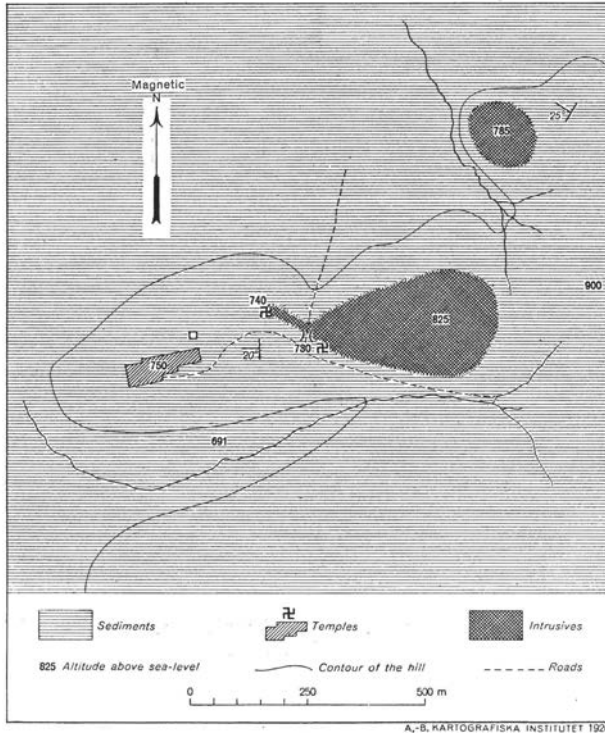 Magnetic
N
785
25°
900
740
825
730
20°
750
691
Sediments
Temples
Intrusives
825 Altitude above sea-level
Contour of the hill
Roads
0 250 500 m
A.-B. KARTOGRAFISKA INSTITUTET